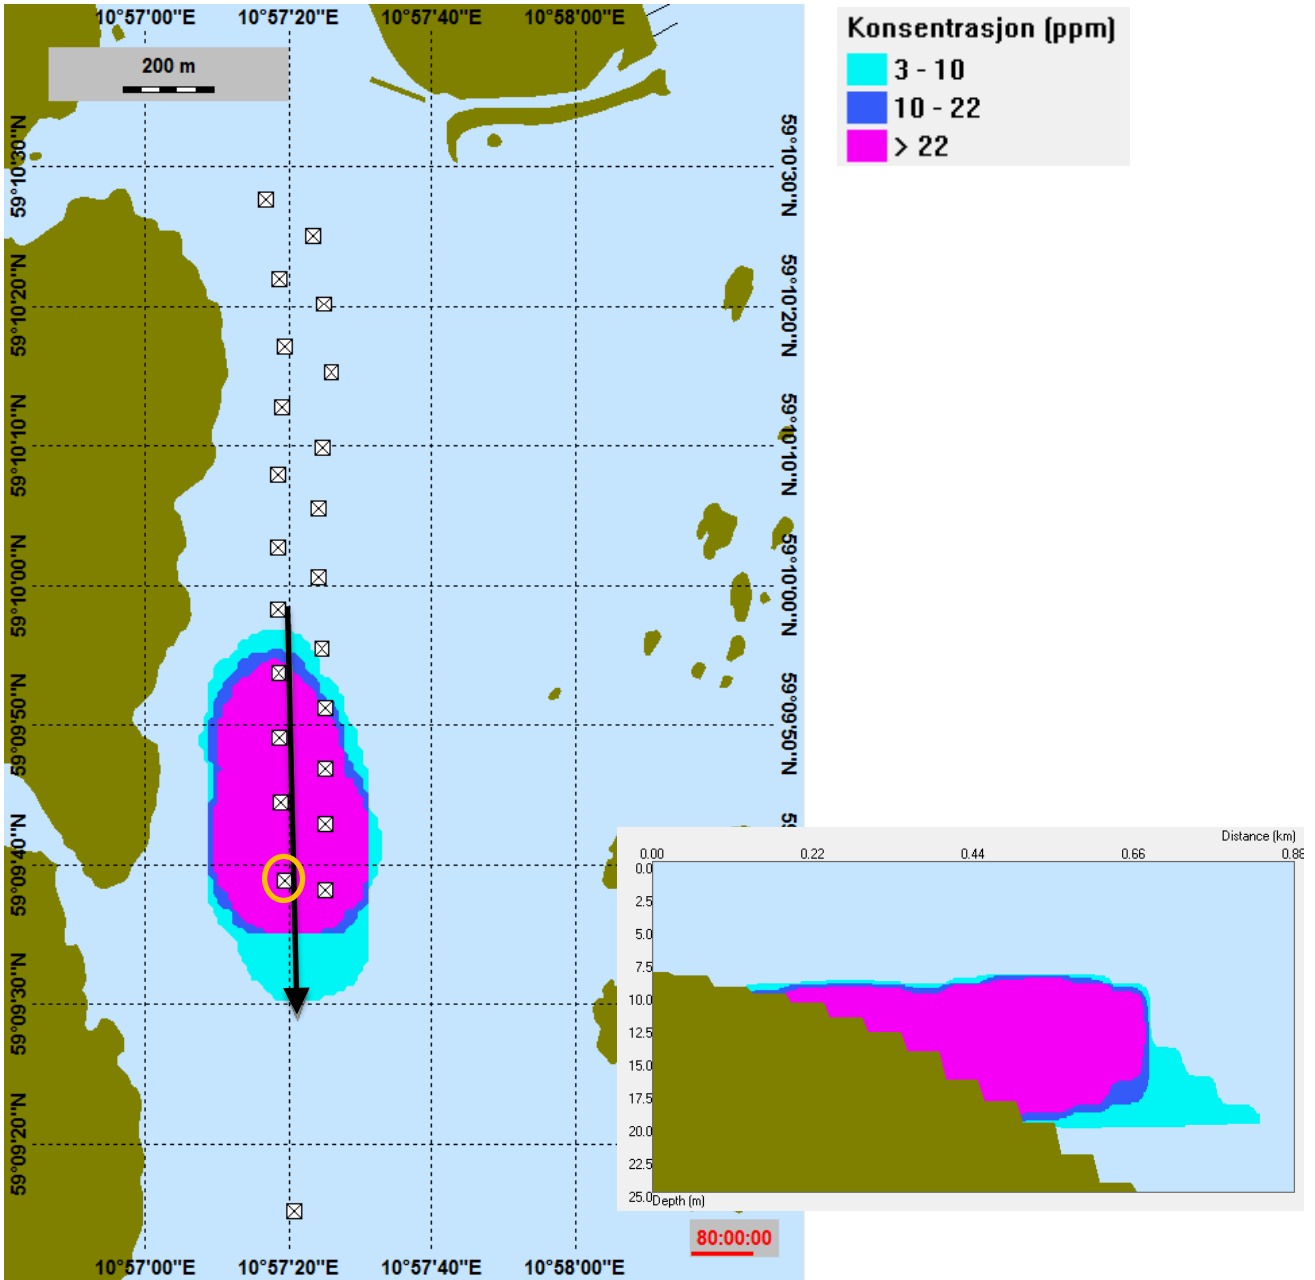 10°57'00"E 10°57'20"E 10°57'40"E 10°58'00"E
200 m
59°10'30"N 59°10'30"N
59°10'20"N 59°10'20"N
59°10'10"N 59°10'10"N
59°10'00"N 59°10'00"N
59°09'50"N 59°09'50"N
59°09'40"N 59
59°09'30"N
59°09'20"N
10°57'00"E 10°57'20"E 10°57'40"E 10°58'00"E
80:00:00
Konsentrasjon (ppm)
3 - 10
10 - 22
> 22
Distance (km)
0.00 0.22 0.44 0.66 0.88
0.0
2.5
5.0
7.5
10.0
12.5
15.0
17.5
20.0
22.5
25.0 Depth (m)